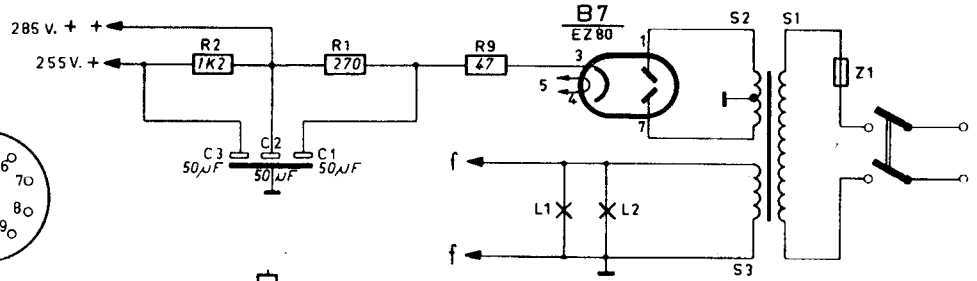 B7
EZ80
S2 S1
285 V. + +
255 V. +
R2
1K2
R1
270
R9
47
3
1
5
4
7
Z1
C3
50µF
C2
50µF
C1
50µF
6
7
8
9
f
L1
L2
f
S3